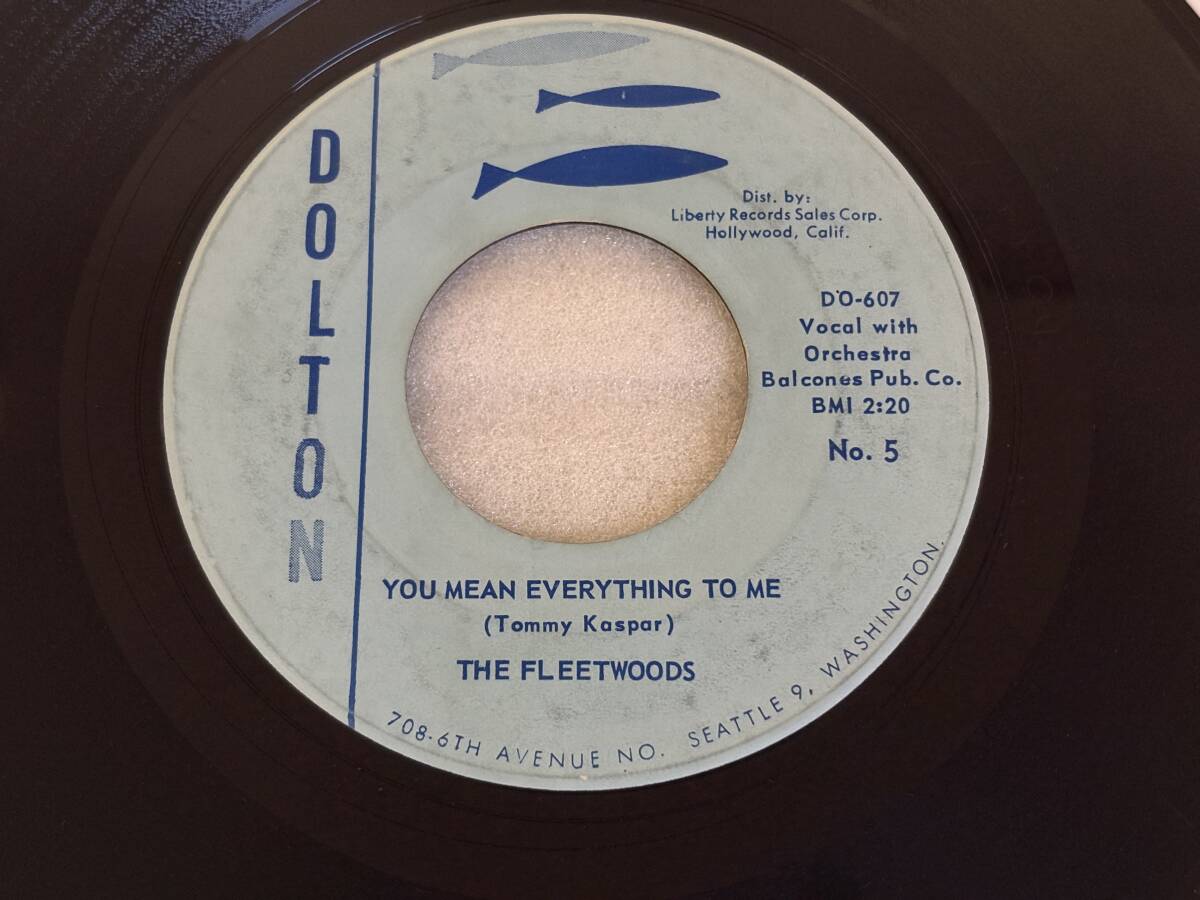 DOLTON
Dist. by:
Liberty Records Sales Corp.
Hollywood, Calif.
DO-607
Vocal with
Orchestra
Balcones Pub. Co.
BMI 2:20
No. 5
YOU MEAN EVERYTHING TO ME
(Tommy Kaspar)
THE FLEETWOODS
708-6TH AVENUE NO. SEATTLE 9, WASHINGTON.